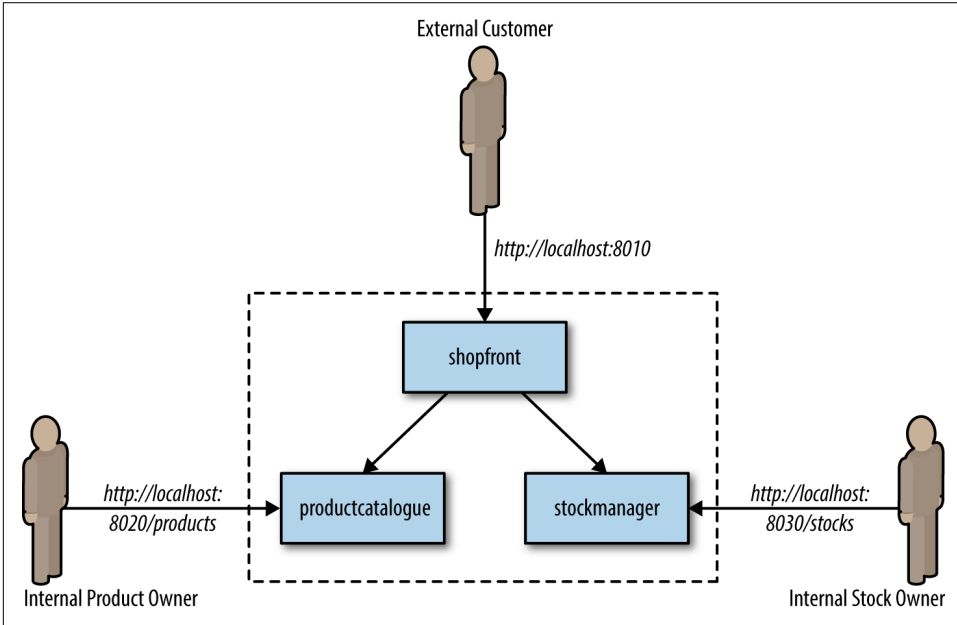 External Customer
http://localhost:8010
shopfront
http://localhost:
8020/products
productcatalogue
stockmanager
http://localhost:
8030/stocks
Internal Product Owner
Internal Stock Owner